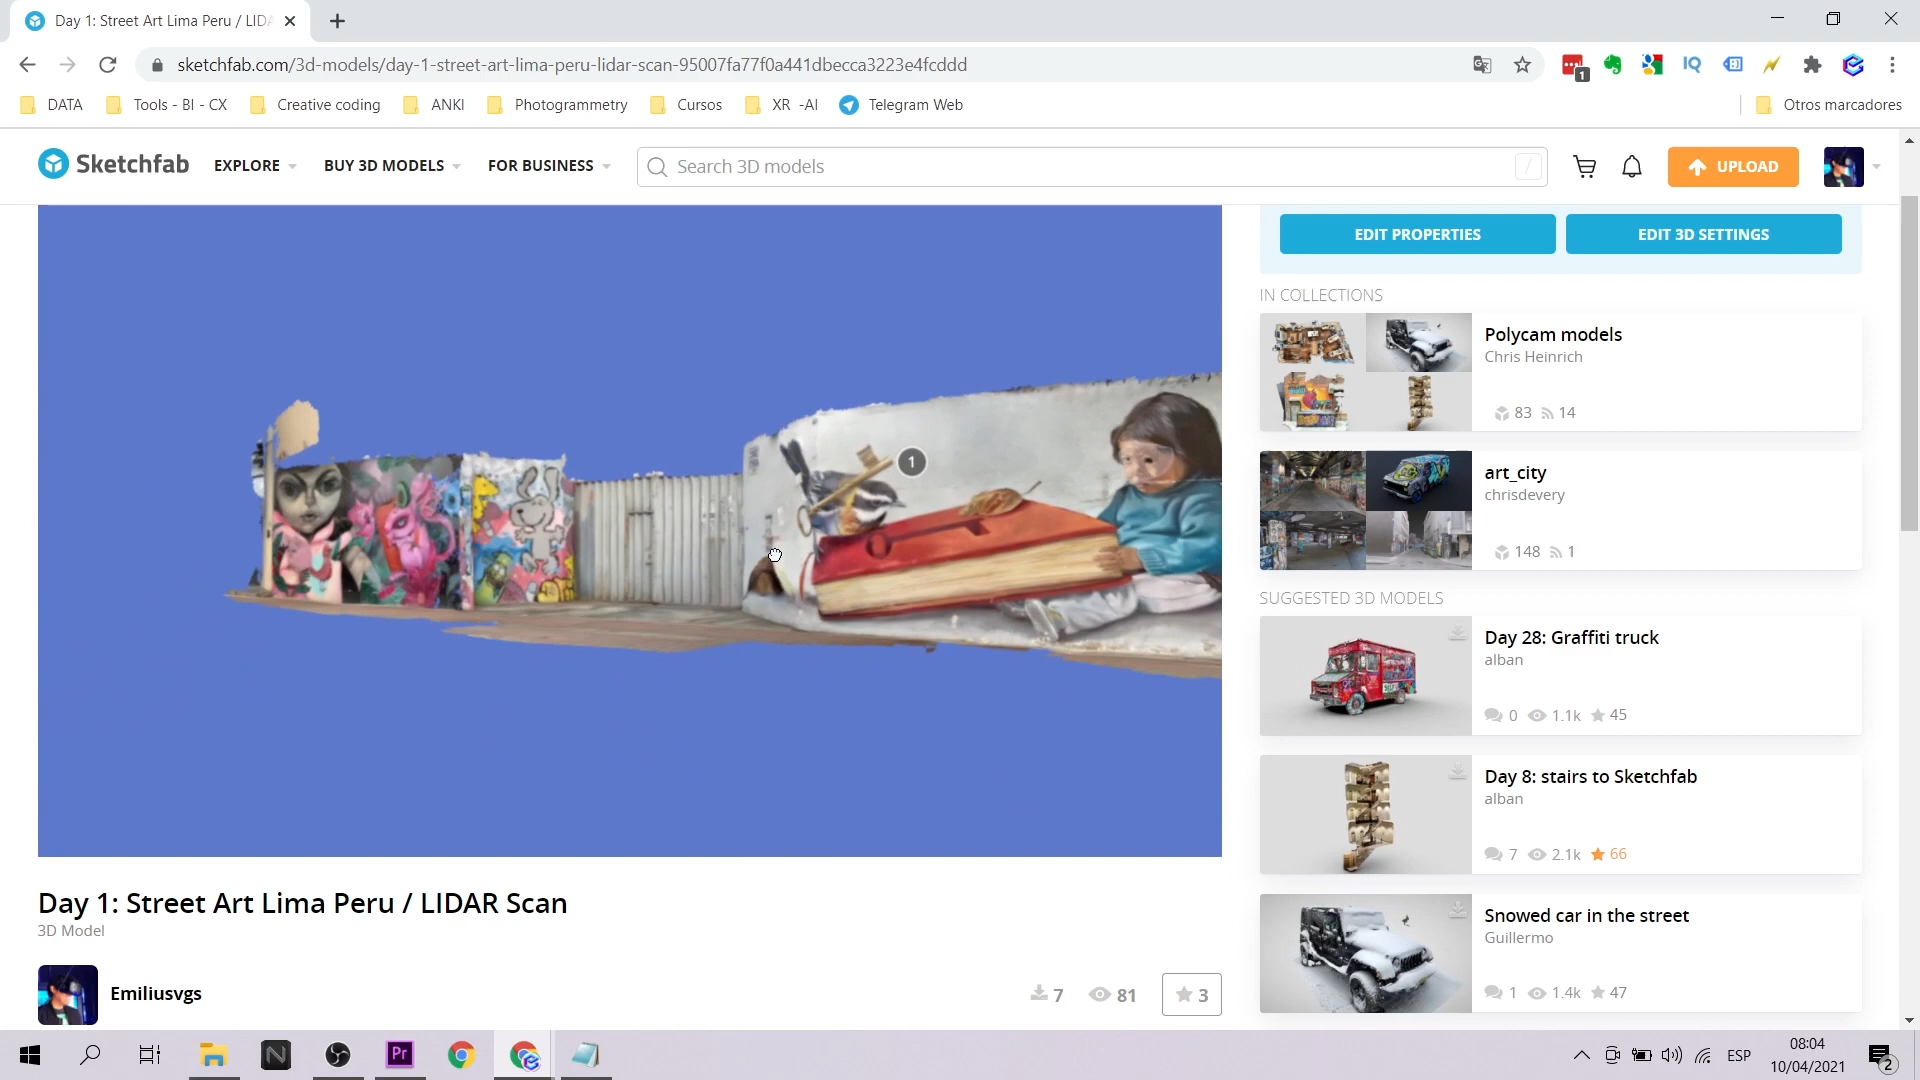 Day 1: Street Art Lima Peru / LIDA
sketchfab.com/3d-models/day-1-street-art-lima-peru-lidar-scan-95007fa77f0a441dbecca3223e4fcddd
1
DATA
Tools - BI - CX
Creative coding
ANKI
Photogrammetry
Cursos
XR -AI
Telegram Web
Otros marcadores
Sketchfab
EXPLORE
BUY 3D MODELS
FOR BUSINESS
Search 3D models
/
UPLOAD
EDIT PROPERTIES
EDIT 3D SETTINGS
IN COLLECTIONS
Polycam models
Chris Heinrich
83 14
art_city
chrisdevery
148 1
SUGGESTED 3D MODELS
Day 28: Graffiti truck
alban
0 1.1k 45
Day 8: stairs to Sketchfab
alban
7 2.1k 66
Snowed car in the street
Guillermo
1 1.4k 47
1
Day 1: Street Art Lima Peru / LIDAR Scan
3D Model
Emiliusvgs
7 81 3
N
Pr
ESP
08:04
10/04/2021
2